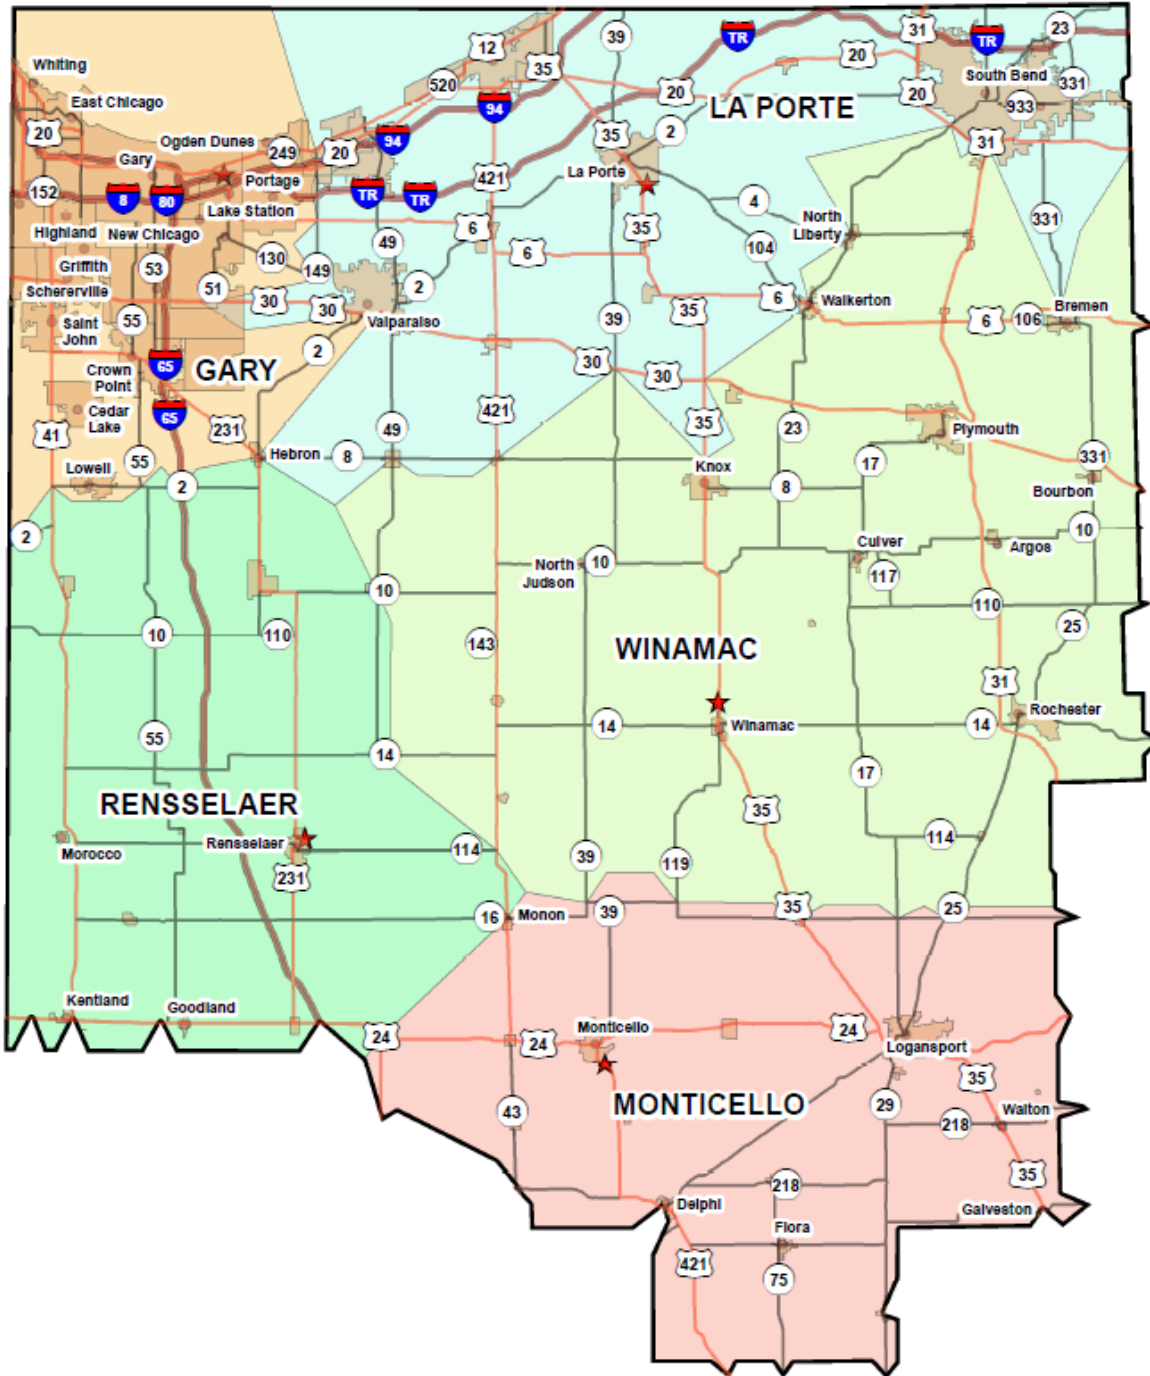 39
12
35
520
TR
31
TR
23
20
94
20
20
South Bend
331
933
LA PORTE
Whiting
East Chicago
20
Ogden Dunes
249
20
94
35
2
31
Gary
152
8
80
Portage
TR
TR
421
La Porte
Lake Station
35
4
North
Liberty
331
Highland
New Chicago
49
6
6
104
Griffith
53
130
149
51
2
Schererville
30
30
6
Walkerton
Saint
John
55
Valparaiso
39
35
6
106
Bremen
2
65
GARY
30
30
Crown
Point
Cedar
Lake
65
231
421
35
23
Plymouth
41
49
55
Hebron
8
17
331
Lowell
2
Knox
8
Bourbon
2
10
Culver
Argos
North
Judson
10
117
10
110
25
10
110
143
WINAMAC
31
Rochester
55
14
14
Winamac
14
17
RENSSELAER
35
Morocco
Rensselaer
114
39
119
114
231
16
Monon
39
35
25
Kentland
Goodland
24
24
Monticello
24
Logansport
35
MONTICELLO
43
29
218
Walton
218
35
Delphi
Galveston
Flora
421
75